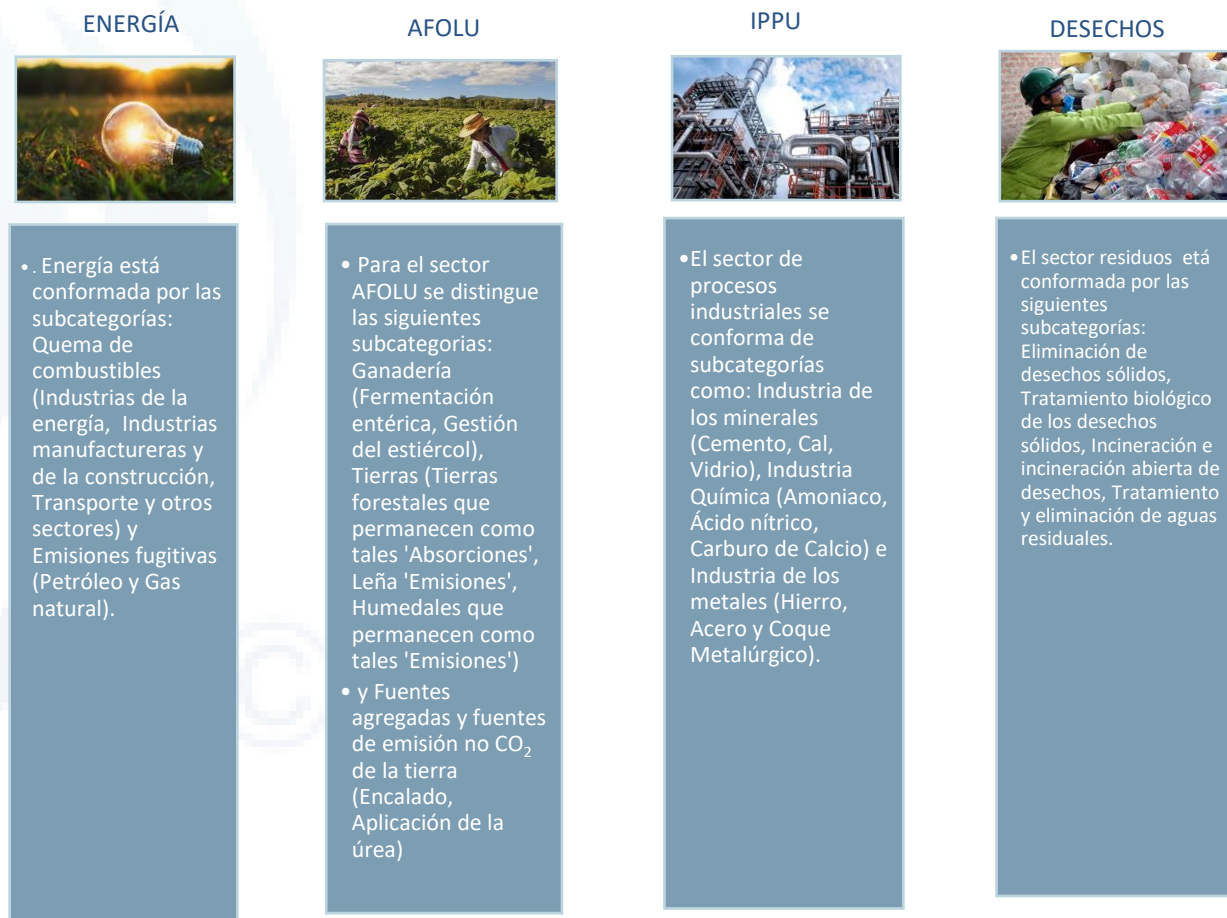 ENERGÍA
• . Energía está
conformada por las
subcategorías:
Quema de
combustibles
(Industrias de la
energía, Industrias
manufactureras y
de la construcción,
Transporte y otros
sectores) y
Emisiones fugitivas
(Petróleo y Gas
natural).
AFOLU
• Para el sector
AFOLU se distingue
las siguientes
subcategorias:
Ganadería
(Fermentación
entérica, Gestión
del estiércol),
Tierras (Tierras
forestales que
permanecen como
tales 'Absorciones',
Leña 'Emisiones',
Humedales que
permanecen como
tales 'Emisiones')
• y Fuentes
agregadas y fuentes
de emisión no CO₂
de la tierra
(Encalado,
Aplicación de la
úrea)
IPPU
•El sector de
procesos
industriales se
conforma de
subcategorías
como: Industria de
los minerales
(Cemento, Cal,
Vidrio), Industria
Química (Amoniaco,
Ácido nítrico,
Carburo de Calcio) e
Industria de los
metales (Hierro,
Acero y Coque
Metalúrgico).
DESECHOS
•El sector residuos etá
conformada por las
siguientes
subcategorías:
Eliminación de
desechos sólidos,
Tratamiento biológico
de los desechos
sólidos, Incineración e
incineración abierta de
desechos, Tratamiento
y eliminación de aguas
residuales.
©